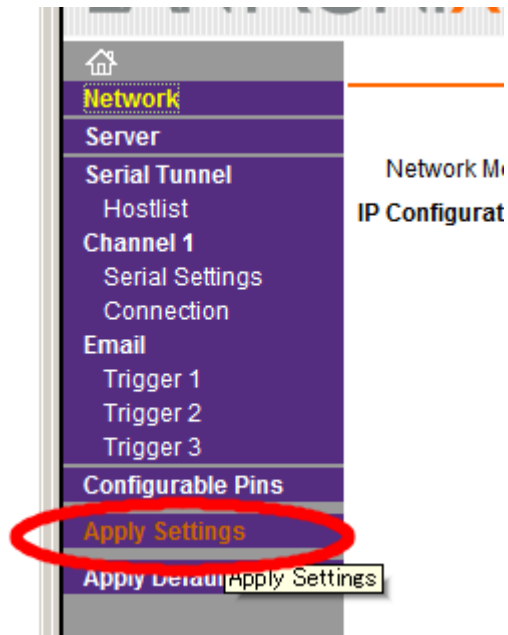 Network
Server
Serial Tunnel
Hostlist
Channel 1
Serial Settings
Connection
Email
Trigger 1
Trigger 2
Trigger 3
Configurable Pins
Apply Settings
Apply
Apply Settings
Network
IP